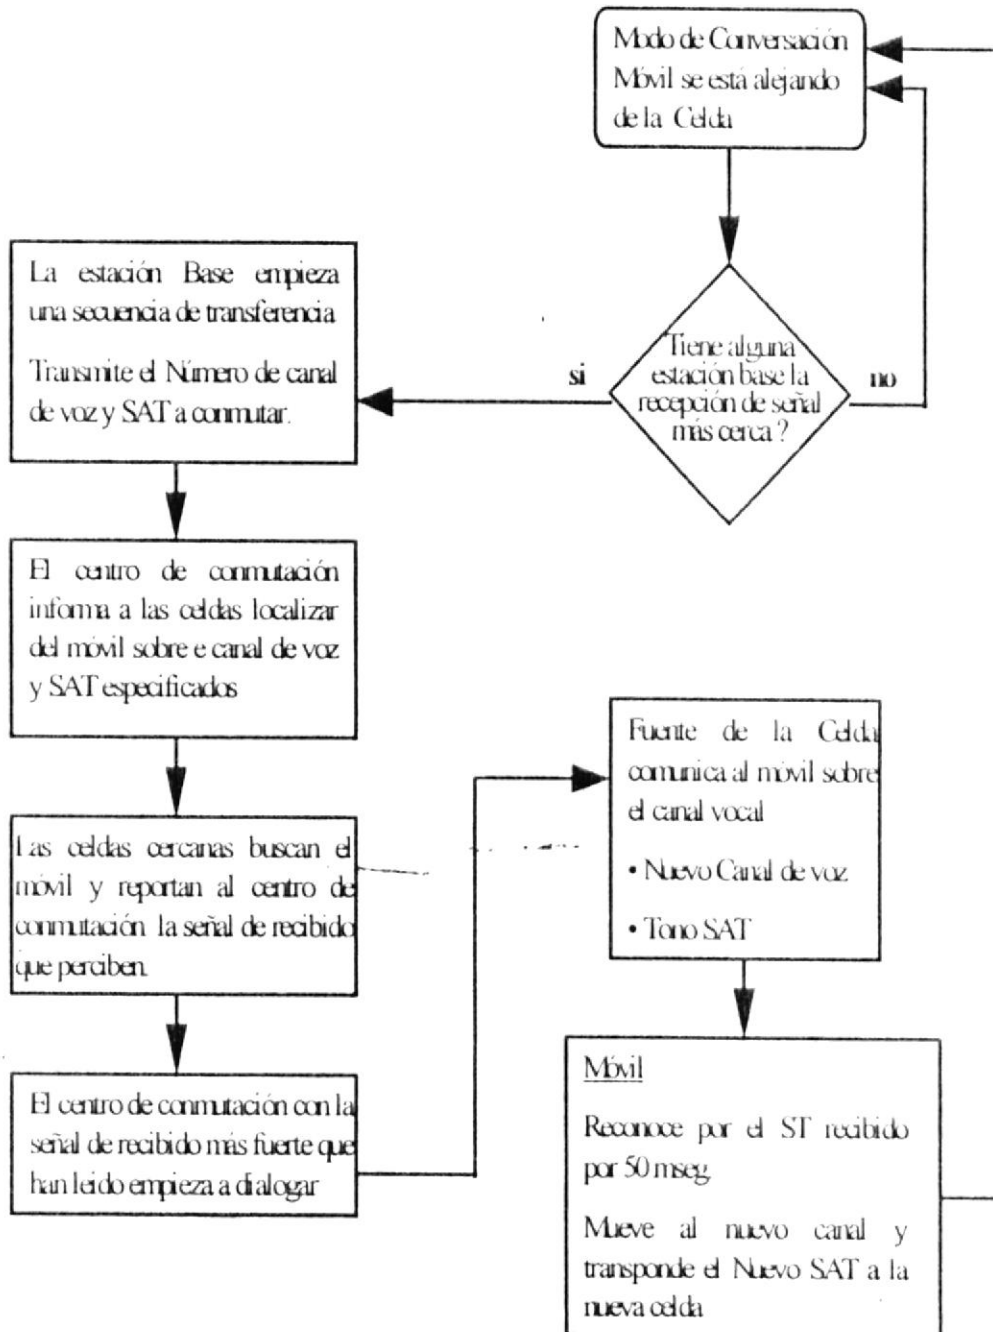 Modo de Conversación
Móvil se está alejando
de la Celda
Tiene alguna
estación base la
recepción de señal
más cerca ?
si
no
La estación Base empieza
una secuencia de transferencia
Transmite el Número de canal
de voz y SAT a conmutar.
El centro de conmutación
informa a las celdas localizar
del móvil sobre e canal de voz
y SAT especificados
Las celdas cercanas buscan el
móvil y reportan al centro de
conmutación la señal de recibido
que perciben.
El centro de conmutación con la
señal de recibido más fuerte que
han leido empieza a dialogar
Fuente de la Celda
comunica al móvil sobre
el canal vocal
• Nuevo Canal de voz
• Tono SAT
Móvil
Reconoce por el ST recibido
por 50 mseg.
Mueve al nuevo canal y
transponde el Nuevo SAT a la
nueva celda